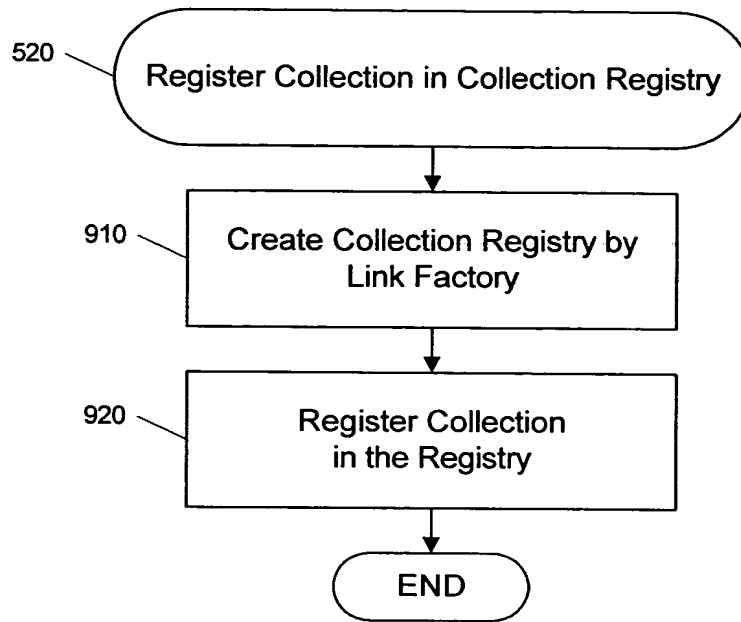 520
Register Collection in Collection Registry
910
Create Collection Registry by
Link Factory
920
Register Collection
in the Registry
END